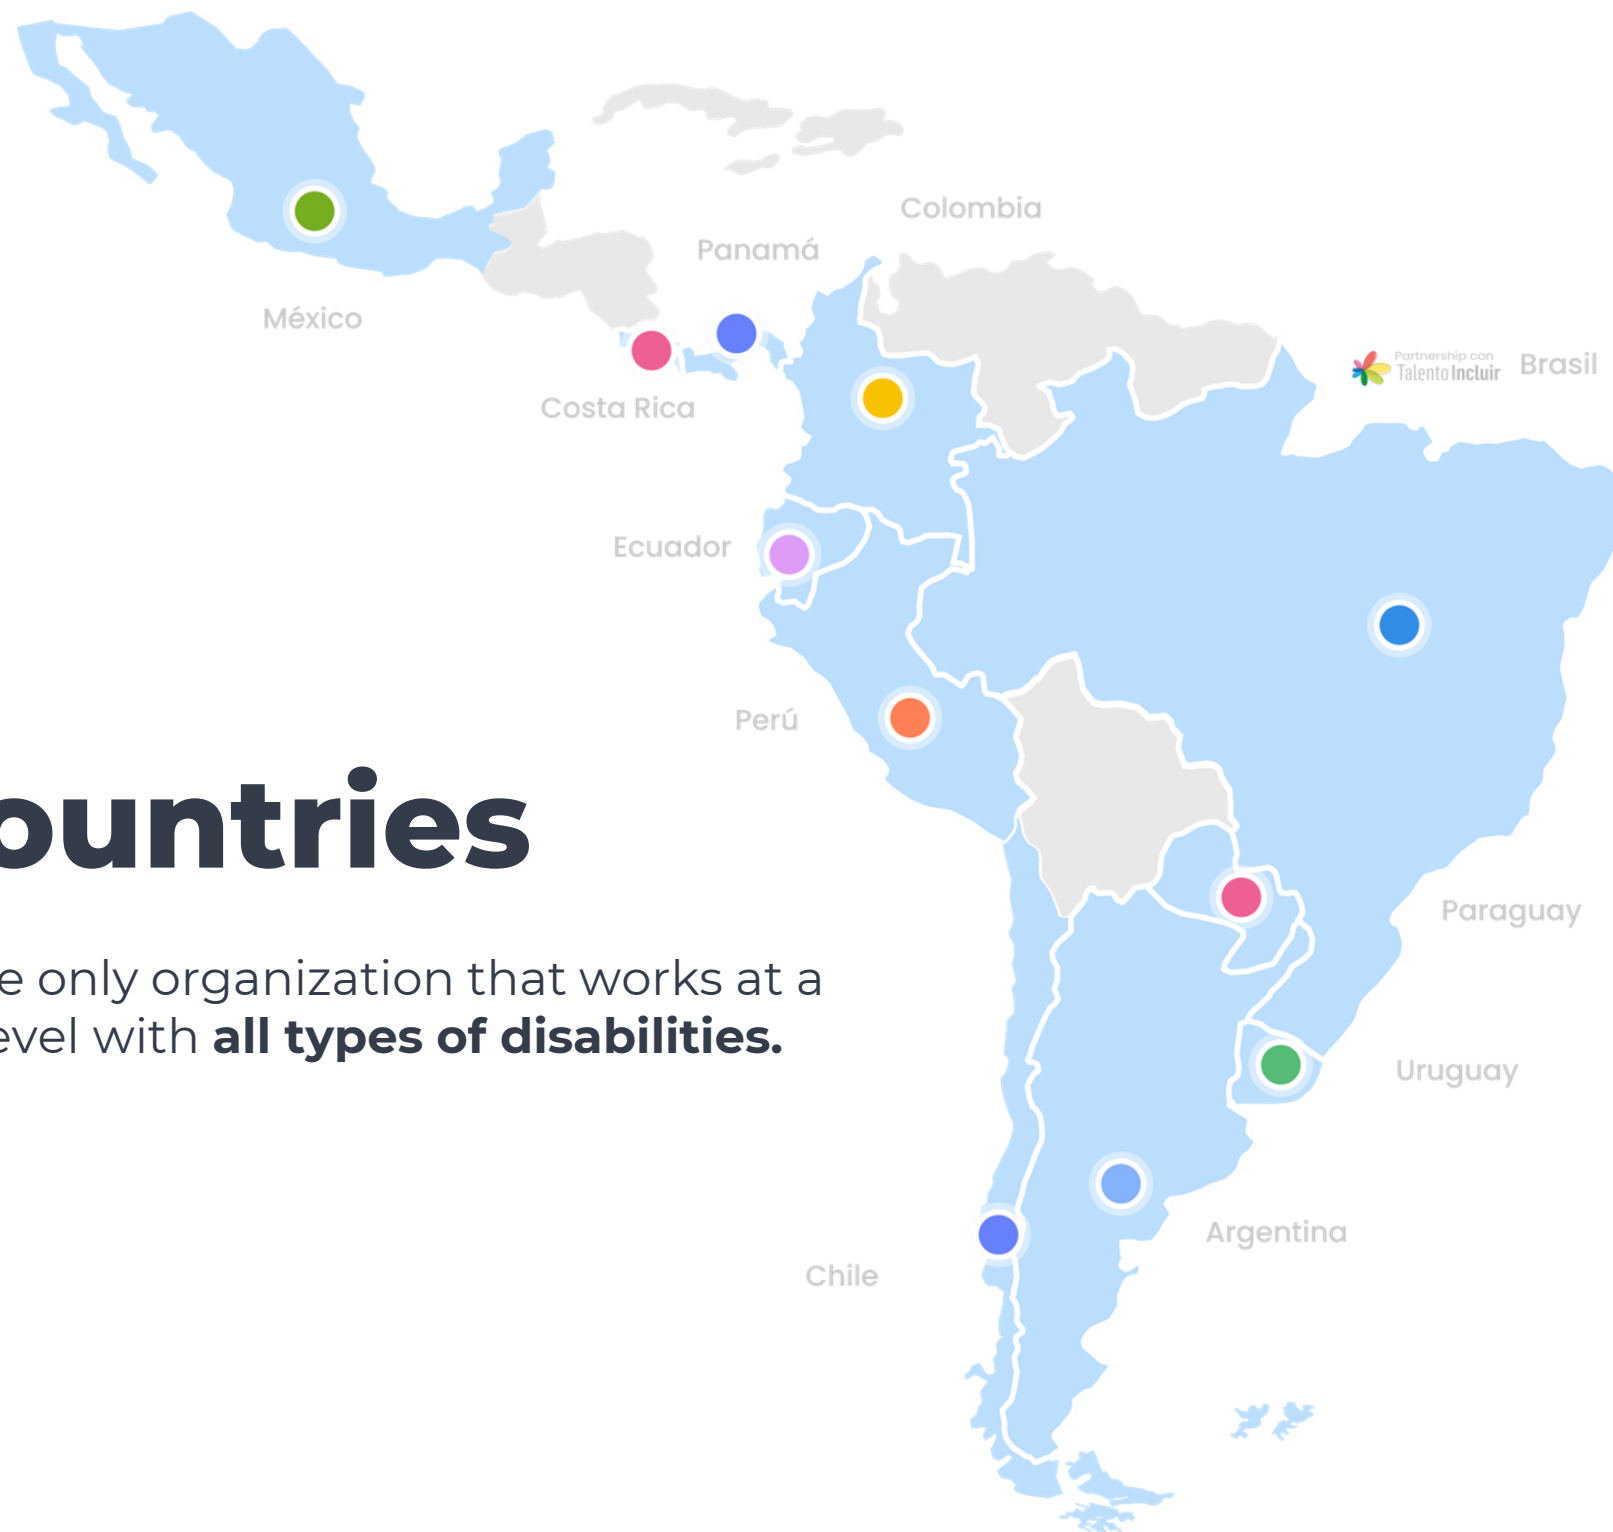 Colombia
Panamá
México
Partnership con
Talento Incluir
Brasil
Costa Rica
Ecuador
Perú
ountries
e only organization that works at a
evel with all types of disabilities.
Paraguay
Uruguay
Argentina
Chile